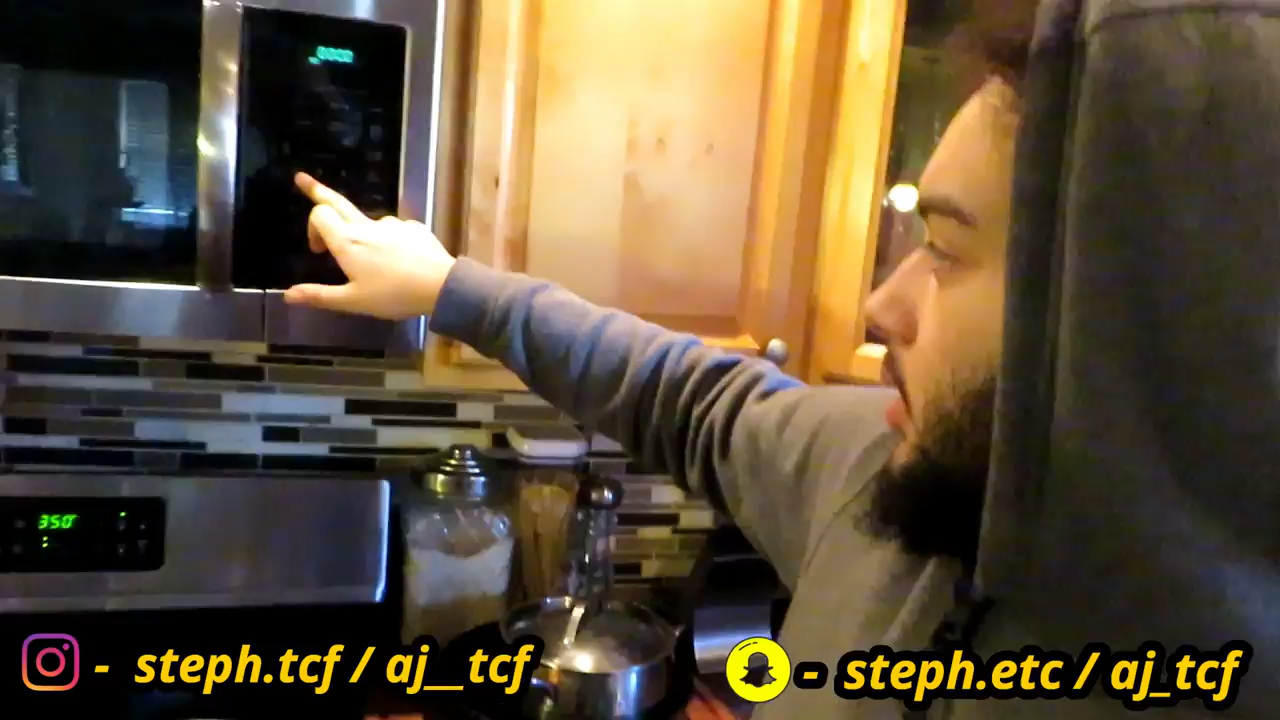 350°
- steph.tcf / aj__tcf
- steph.etc / aj_tcf